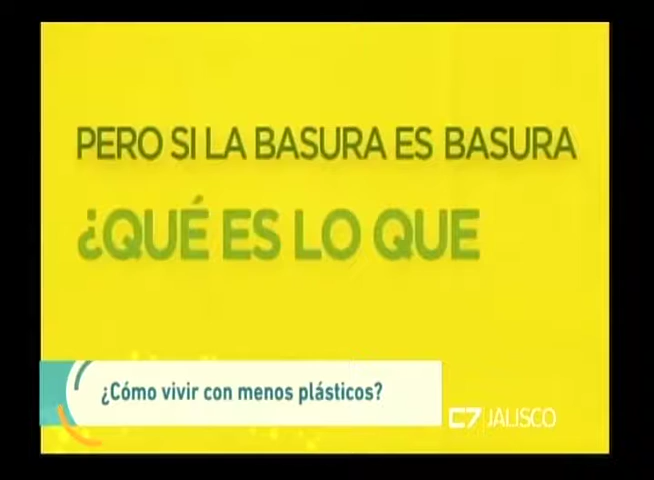 PERO SI LA BASURA ES BASURA
¿QUÉ ES LO QUE
¿Cómo vivir con menos plásticos?
C7 JALISCO